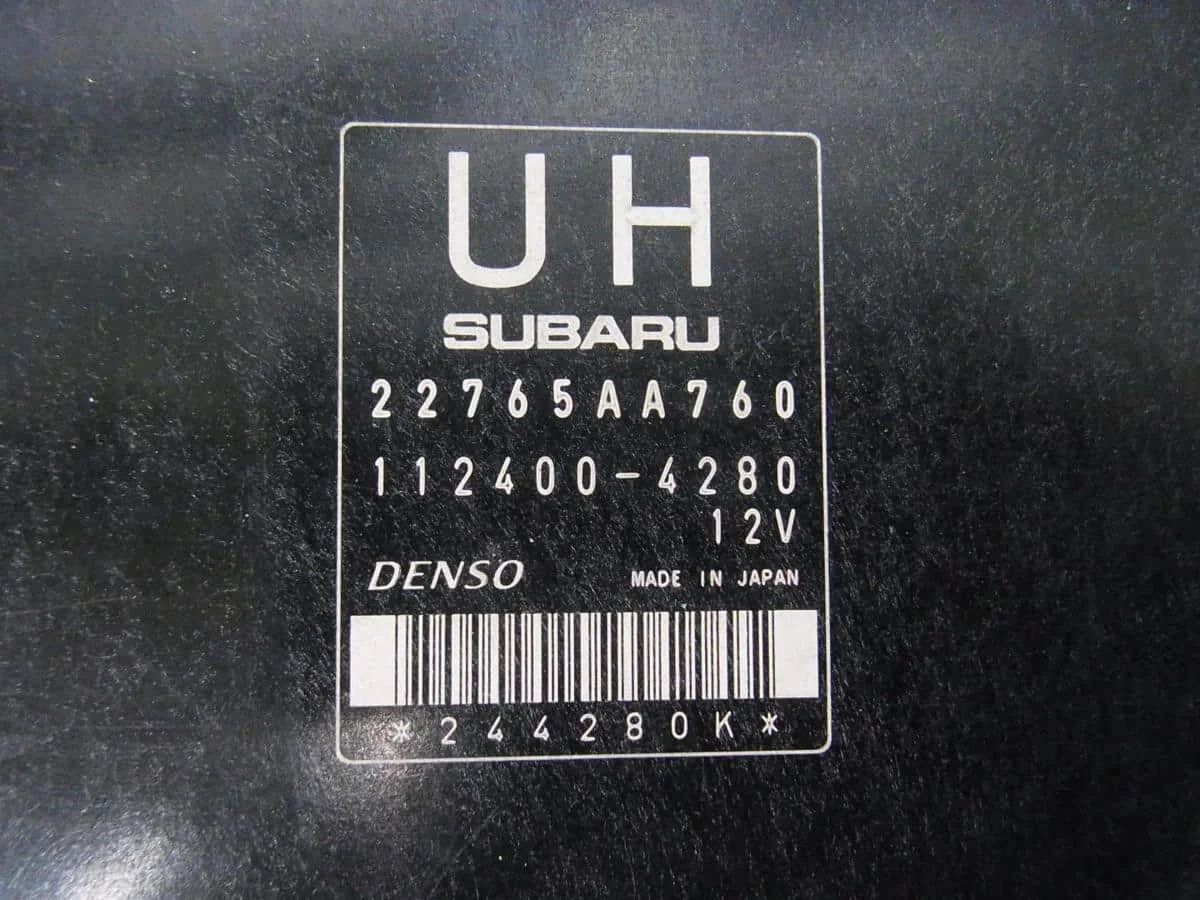 UH
SUBARU
22765AA760
112400-4280
12V
DENSO MADE IN JAPAN
*244280K*